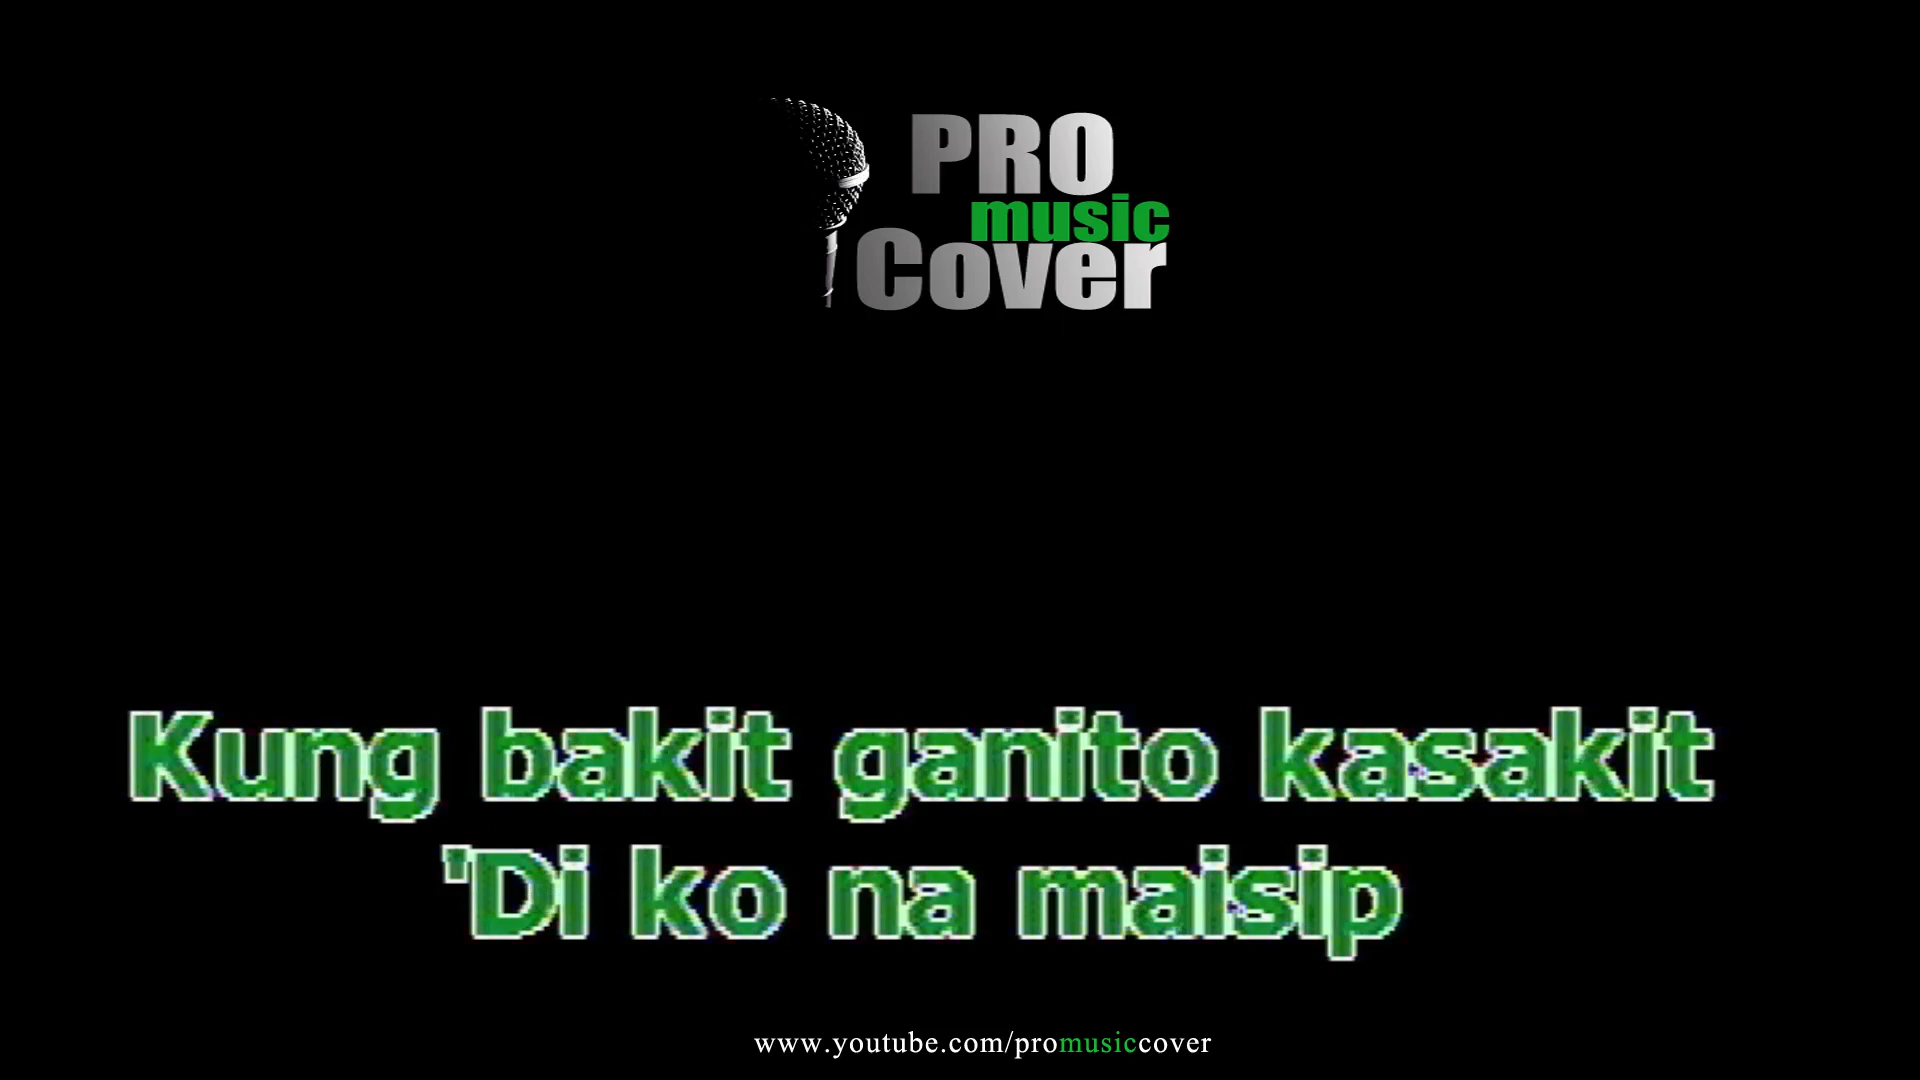 PRO
music
Cover
Kung bakit ganito kasakit
'Di ko na maisip
www.youtube.com/promusiccover